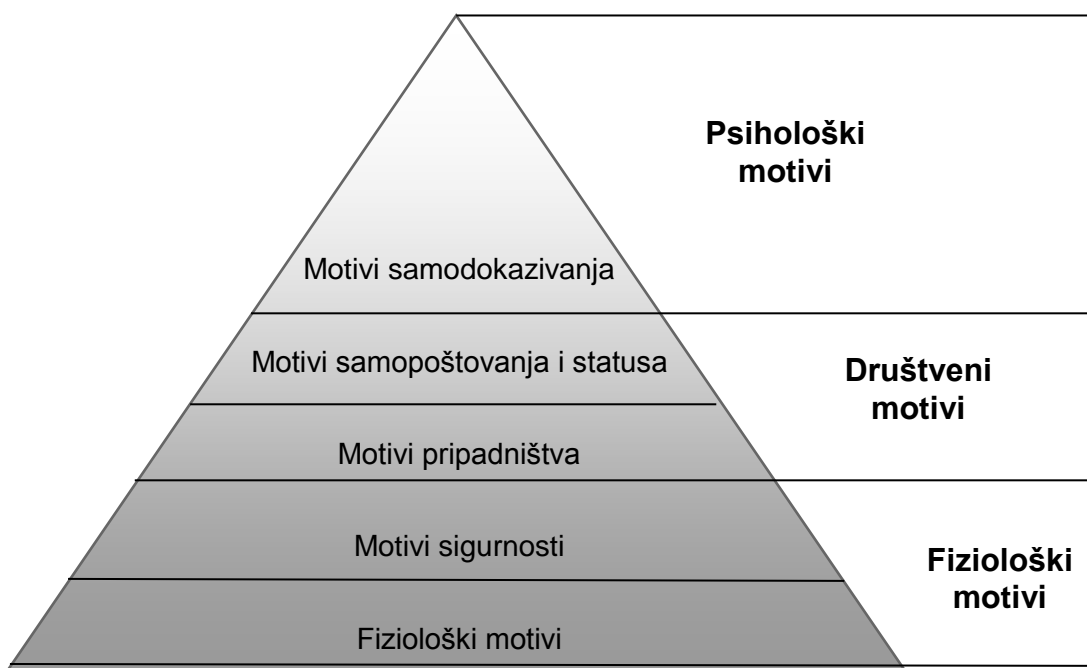 Psihološki
motivi
Motivi samodokazivanja
Motivi samopoštovanja i statusa
Društveni
motivi
Motivi pripadništva
Motivi sigurnosti
Fiziološki
motivi
Fiziološki motivi